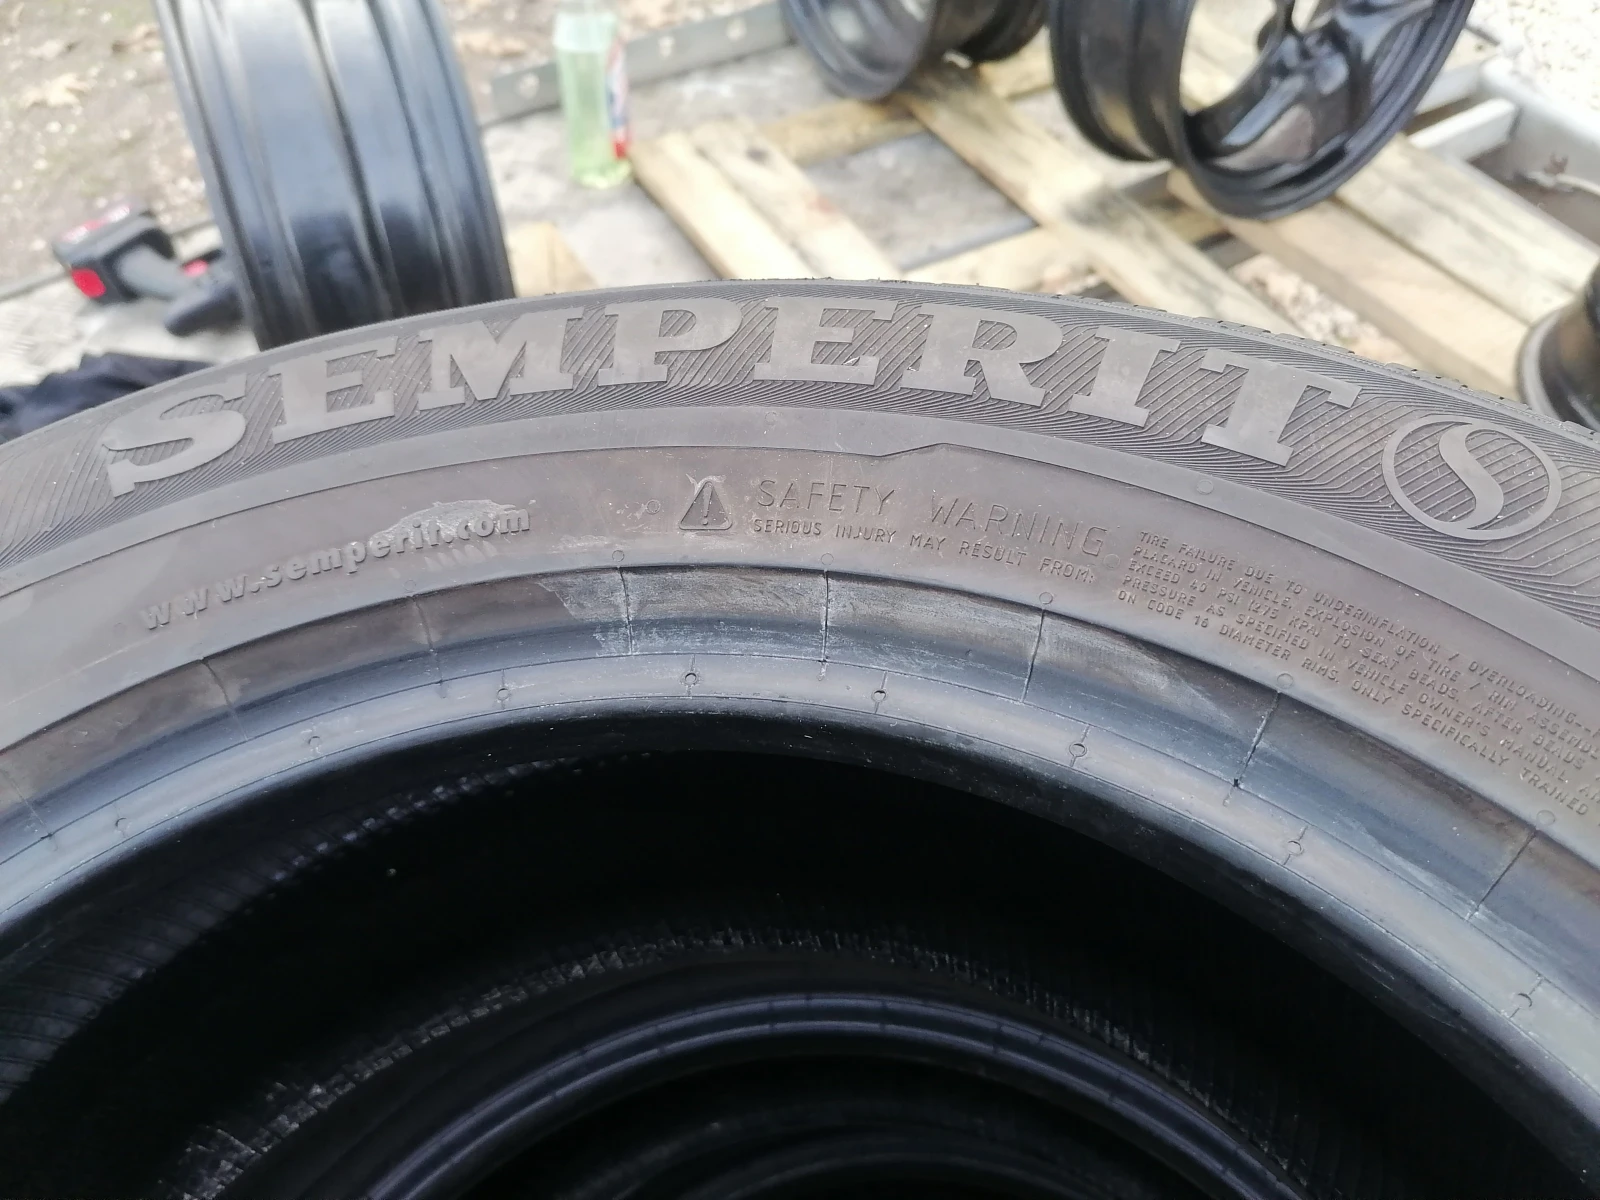 SEMPERIT
www.semperit.com
SAFETY WARNING
SERIOUS INJURY MAY RESULT FROM:
TIRE FAILURE DUE TO UNDERINFLATION / OVERLOADING-
PLACARD IN VEHICLE. EXPLOSION OF TIRE / RIM ASSEMBL
EXCEED 40 PSI (275 KPA) TO SEAT BEADS. AFTER BEADS
PRESSURE AS SPECIFIED IN VEHICLE OWNER'S MANUAL AN
ON CODE 16 DIAMETER RIMS. ONLY SPECIFICALLY TRAINED